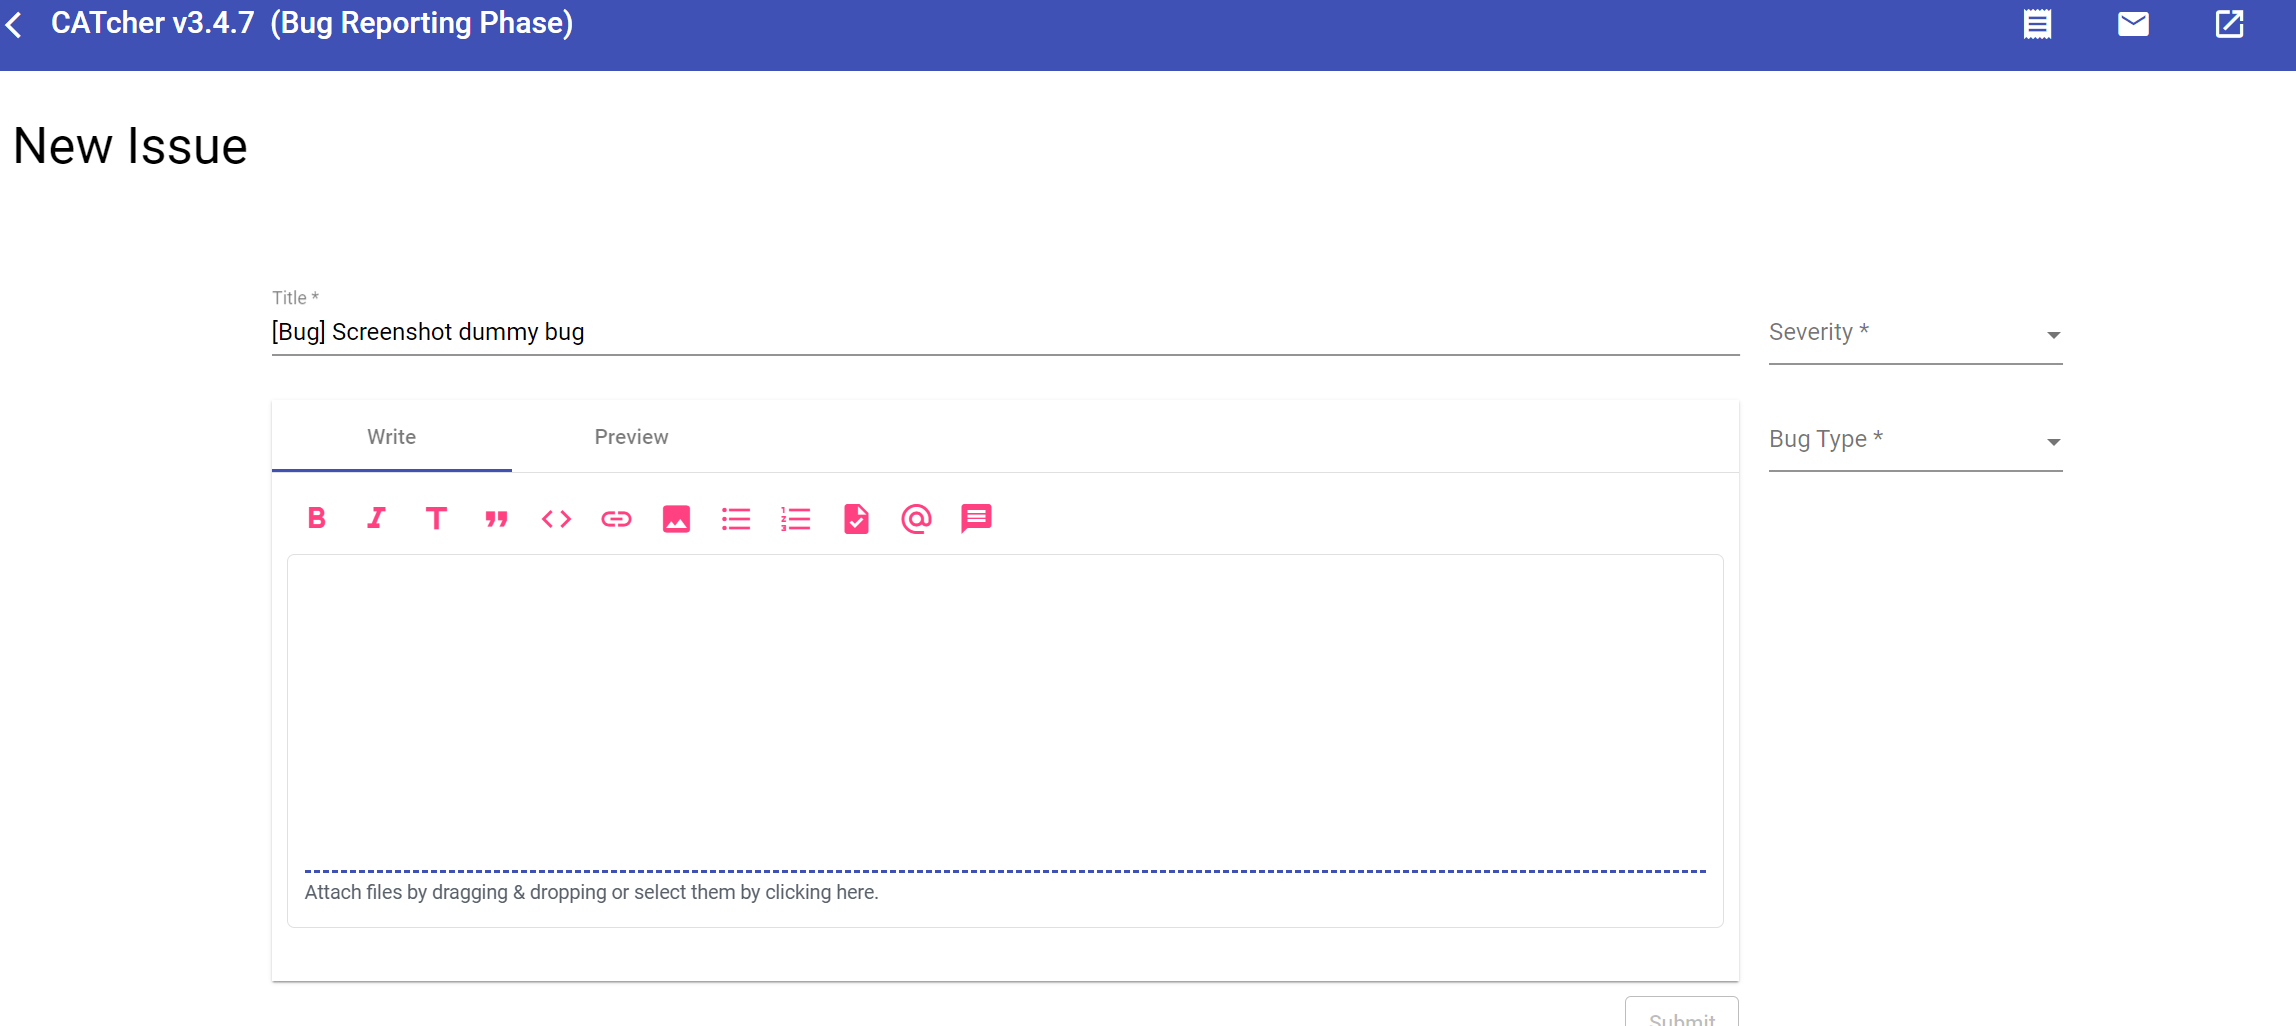 CATcher v3.4.7 (Bug Reporting Phase)
New Issue
Title *
[Bug] Screenshot dummy bug
Severity *
Write Preview
Bug Type *
Attach files by dragging & dropping or select them by clicking here.
Submit